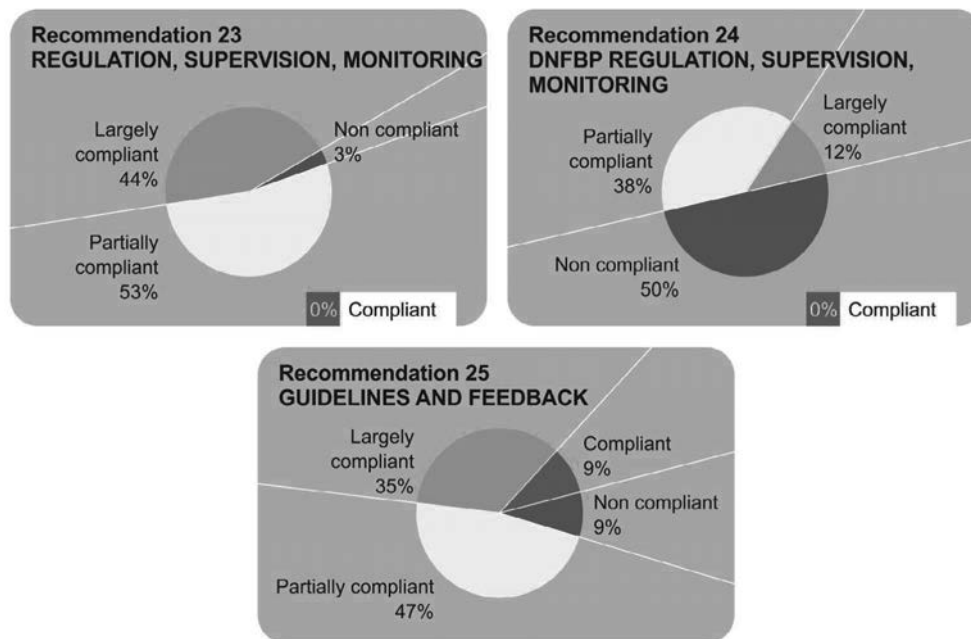 Recommendation 23
REGULATION, SUPERVISION, MONITORING
Largely
compliant
44%
Non compliant
3%
Partially
compliant
53%
0% Compliant
Recommendation 24
DNFBP REGULATION, SUPERVISION,
MONITORING
Partially
compliant
38%
Largely
compliant
12%
Non compliant
50%
0% Compliant
Recommendation 25
GUIDELINES AND FEEDBACK
Largely
compliant
35%
Compliant
9%
Non compliant
9%
Partially compliant
47%